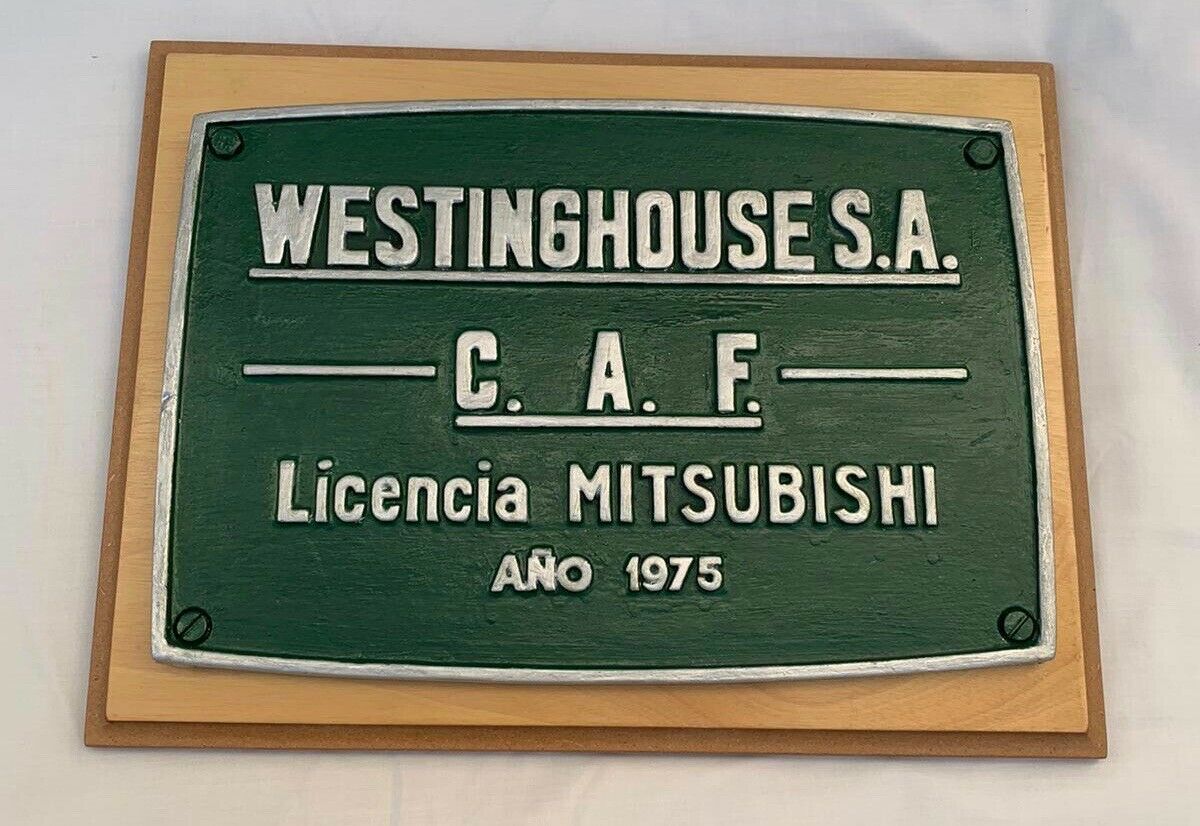 WESTINGHOUSE S.A.
C. A. F.
Licencia MITSUBISHI
AÑO 1975